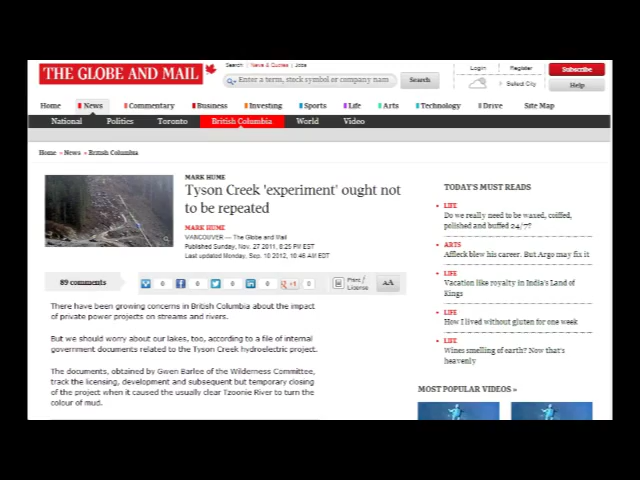 THE GLOBE AND MAIL
Search News & Quotes Jobs
Enter a term, stock symbol or company name
Search
Login Register
Select City
Subscribe
Help
Home News Commentary Business Investing Sports Life Arts Technology Drive Site Map
National Politics Toronto British Columbia World Video
Home » News » British Columbia
MARK HUME
Tyson Creek 'experiment' ought not
to be repeated
MARK HUME
VANCOUVER — The Globe and Mail
Published Sunday, Nov. 27 2011, 8:25 PM EST
Last updated Monday, Sep. 10 2012, 10:46 AM EDT
89 comments
0 0 0 0 +1 0
Print /
License
AA
There have been growing concerns in British Columbia about the impact
of private power projects on streams and rivers.
But we should worry about our lakes, too, according to a file of internal
government documents related to the Tyson Creek hydroelectric project.
The documents, obtained by Gwen Barlee of the Wilderness Committee,
track the licensing, development and subsequent but temporary closing
of the project when it caused the usually clear Tzoonie River to turn the
colour of mud.
TODAY'S MUST READS
LIFE
Do we really need to be waxed, coiffed,
polished and buffed 24/7?
ARTS
Affleck blew his career. But Argo may fix it
LIFE
Vacation like royalty in India's Land of
Kings
LIFE
How I lived without gluten for one week
LIFE
Wines smelling of earth? Now that's
heavenly
MOST POPULAR VIDEOS »